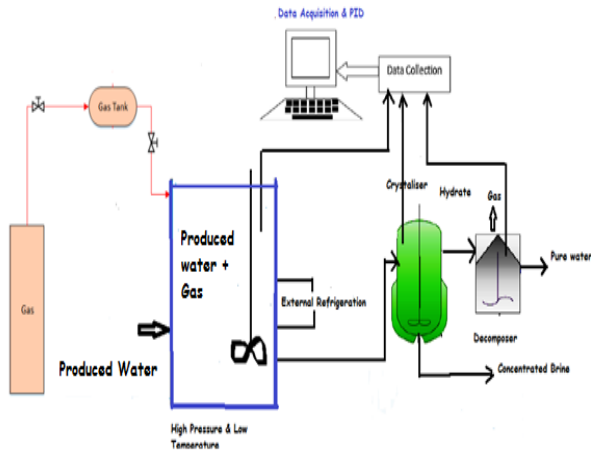 Data Acquisition & PID
Data Collection
Gas Tank
Crystaliser
Hydrate
Gas
Produced
water +
Gas
Pure water
External Refrigeration
Gas
Produced Water
Decomposer
Concentrated Brine
High Pressure & Low
Temperature